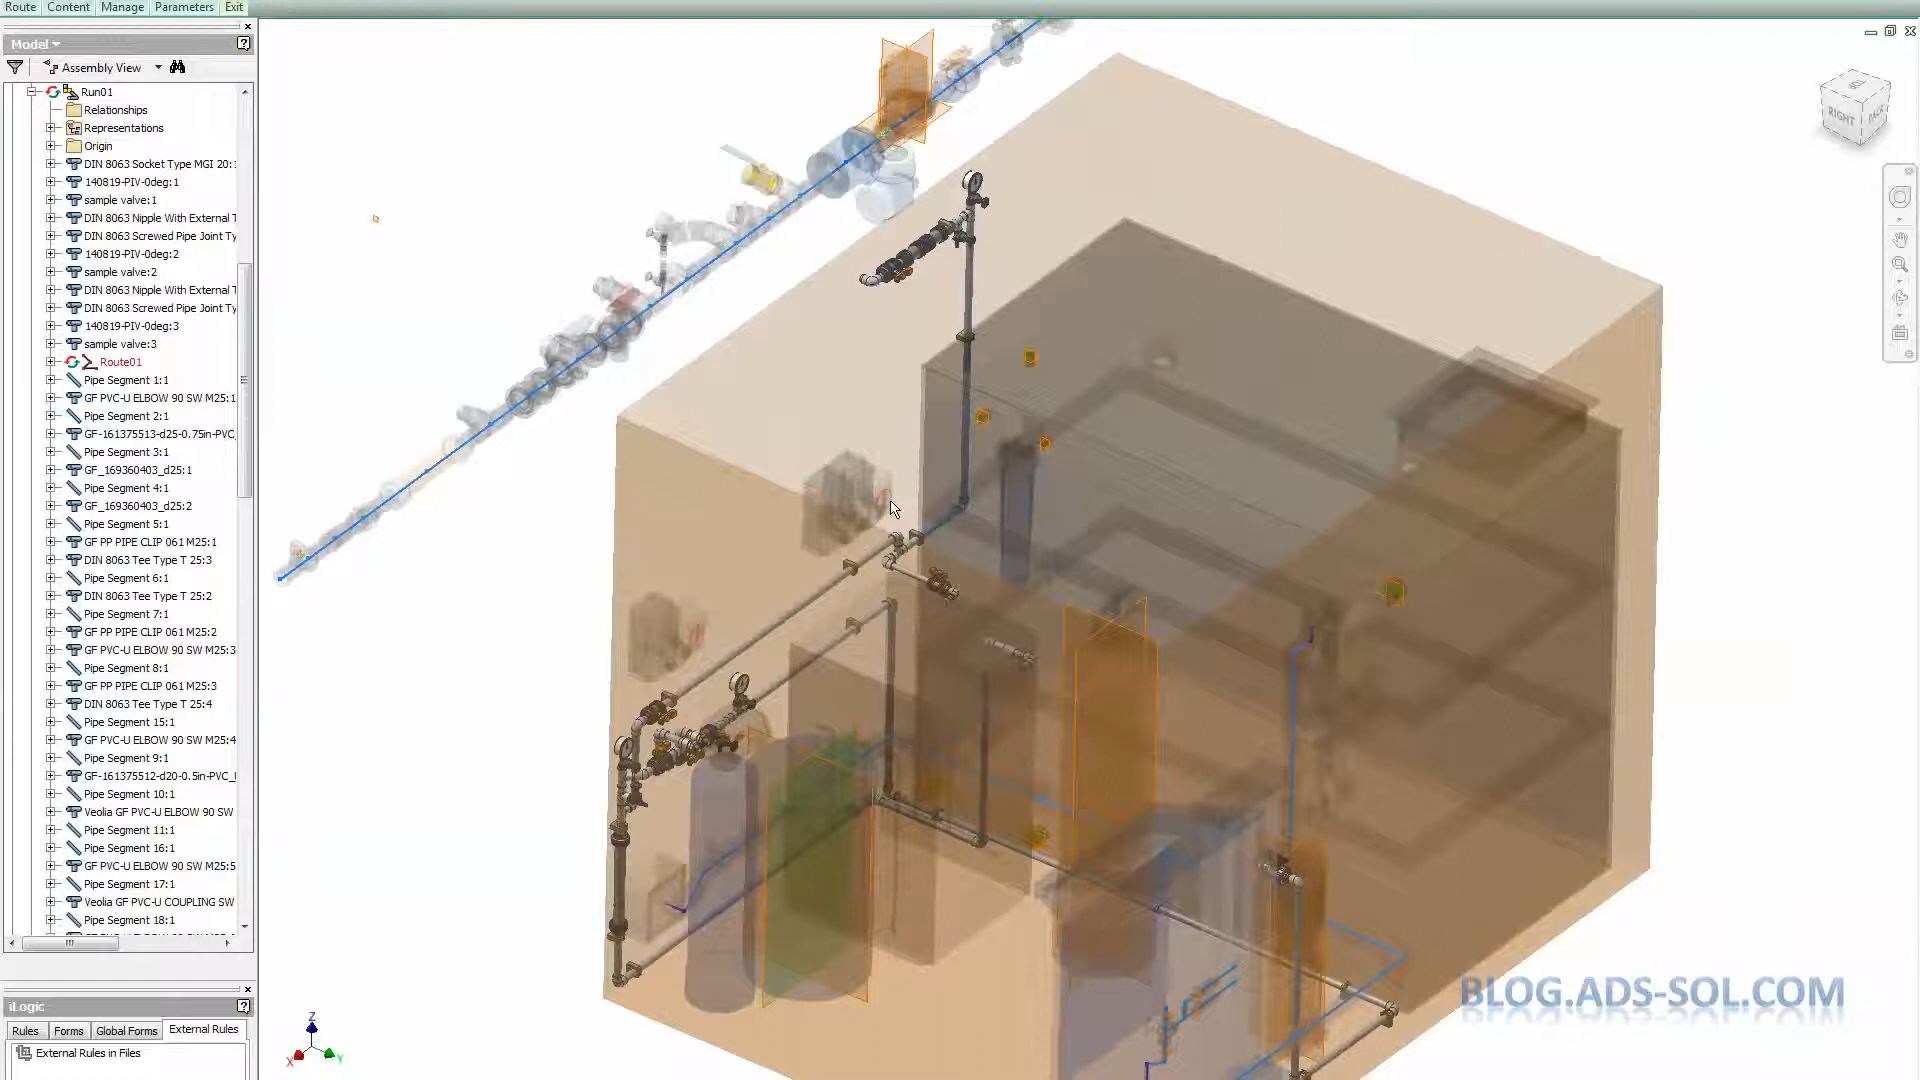 Route Content Manage Parameters Exit
Model
Assembly View
Run01
Relationships
Representations
Origin
DIN 8063 Socket Type MGI 20:
140819-PIV-0deg:1
sample valve:1
DIN 8063 Nipple With External T
DIN 8063 Screwed Pipe Joint Ty
140819-PIV-0deg:2
sample valve:2
DIN 8063 Nipple With External T
DIN 8063 Screwed Pipe Joint Ty
140819-PIV-0deg:3
sample valve:3
Route01
Pipe Segment 1:1
GF PVC-U ELBOW 90 SW M25:1
Pipe Segment 2:1
GF-161375513-d25-0.75in-PVC_
Pipe Segment 3:1
GF_169360403_d25:1
Pipe Segment 4:1
GF_169360403_d25:2
Pipe Segment 5:1
GF PP PIPE CLIP 061 M25:1
DIN 8063 Tee Type T 25:3
Pipe Segment 6:1
DIN 8063 Tee Type T 25:2
Pipe Segment 7:1
GF PP PIPE CLIP 061 M25:2
GF PVC-U ELBOW 90 SW M25:3
Pipe Segment 8:1
GF PP PIPE CLIP 061 M25:3
DIN 8063 Tee Type T 25:4
Pipe Segment 15:1
GF PVC-U ELBOW 90 SW M25:4
Pipe Segment 9:1
GF-161375512-d20-0.5in-PVC_
Pipe Segment 10:1
Veolia GF PVC-U ELBOW 90 SW
Pipe Segment 11:1
Pipe Segment 16:1
GF PVC-U ELBOW 90 SW M25:5
Pipe Segment 17:1
Veolia GF PVC-U COUPLING SW
Pipe Segment 18:1
iLogic
Rules Forms Global Forms External Rules
External Rules in Files
TOP
RIGHT
BACK
Z
X
Y
BLOG.ADS-SOL.COM